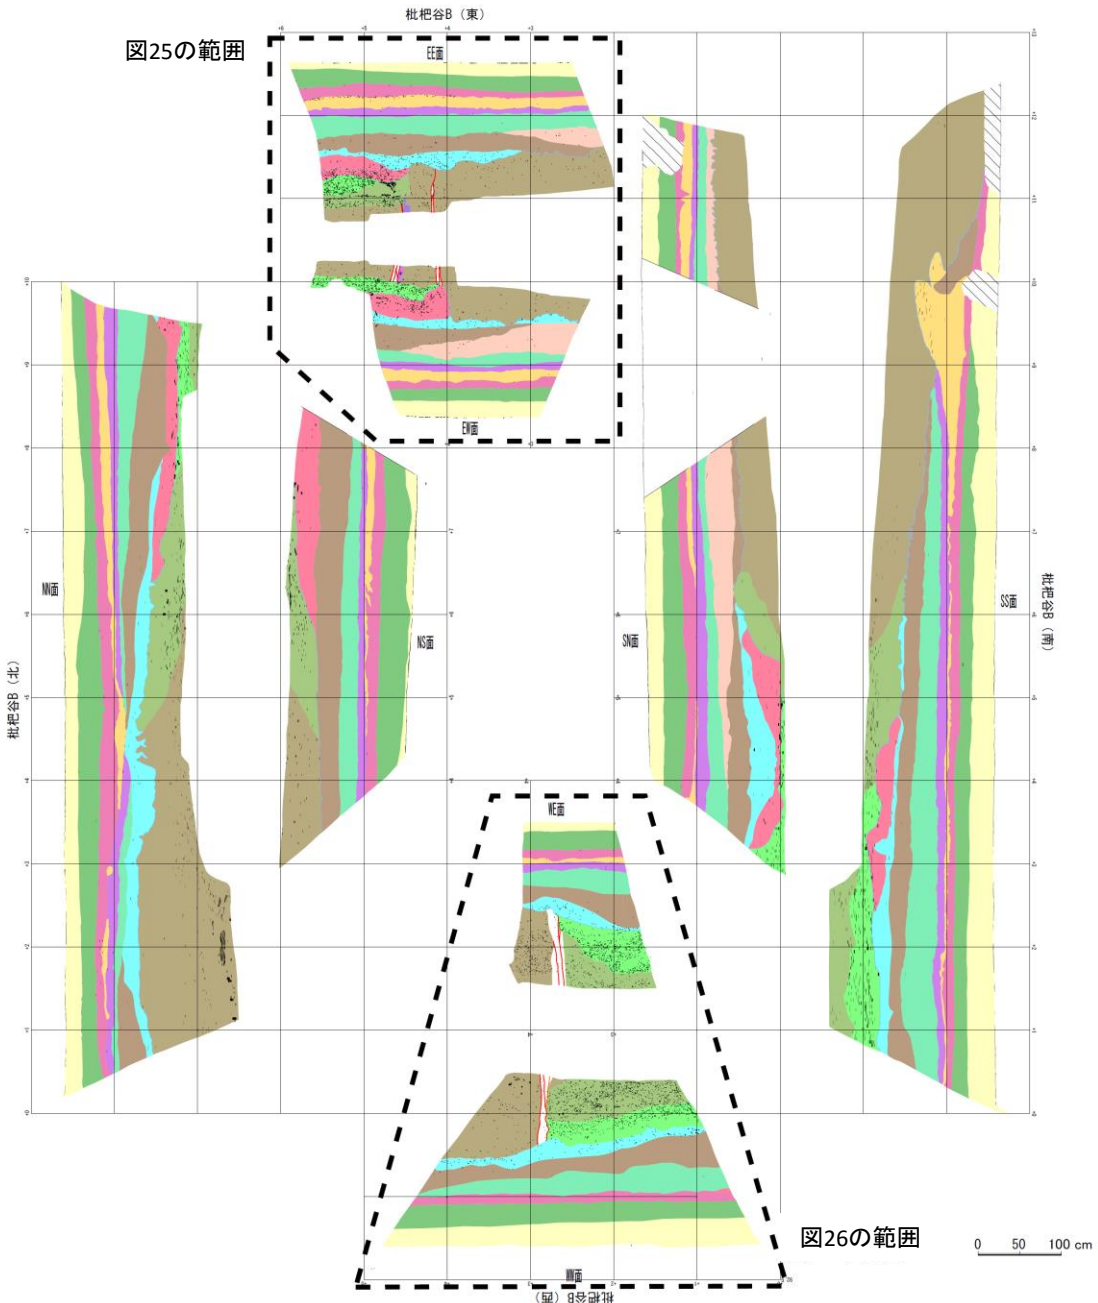 枇杷谷B（東）
図25の範囲
EE面
EW面
NN面
NS面
SN面
SS面
枇杷谷B（北）
枇杷谷B（南）
WE面
図26の範囲
0 50 100 cm
WW面
枇杷谷B（西）